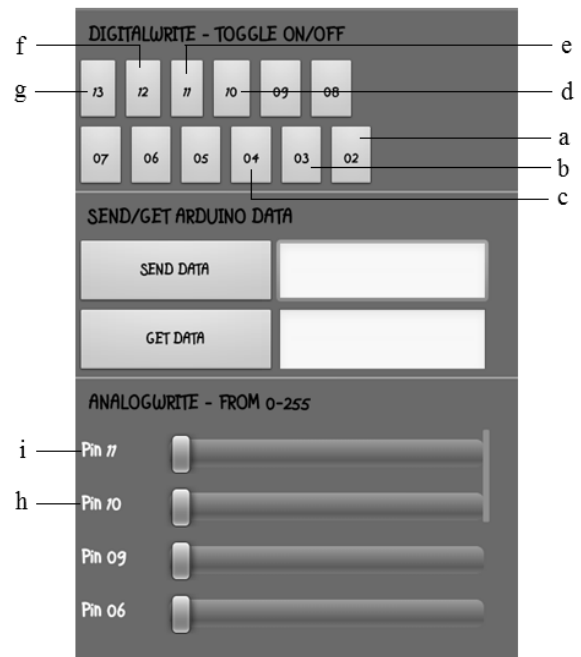 DIGITALWRITE - TOGGLE ON/OFF
f e
g 13 12 11 10 09 08 d
a
07 06 05 04 03 02
b
c
SEND/GET ARDUINO DATA
SEND DATA
GET DATA
ANALOGWRITE - FROM 0-255
i Pin 11
h Pin 10
Pin 09
Pin 06